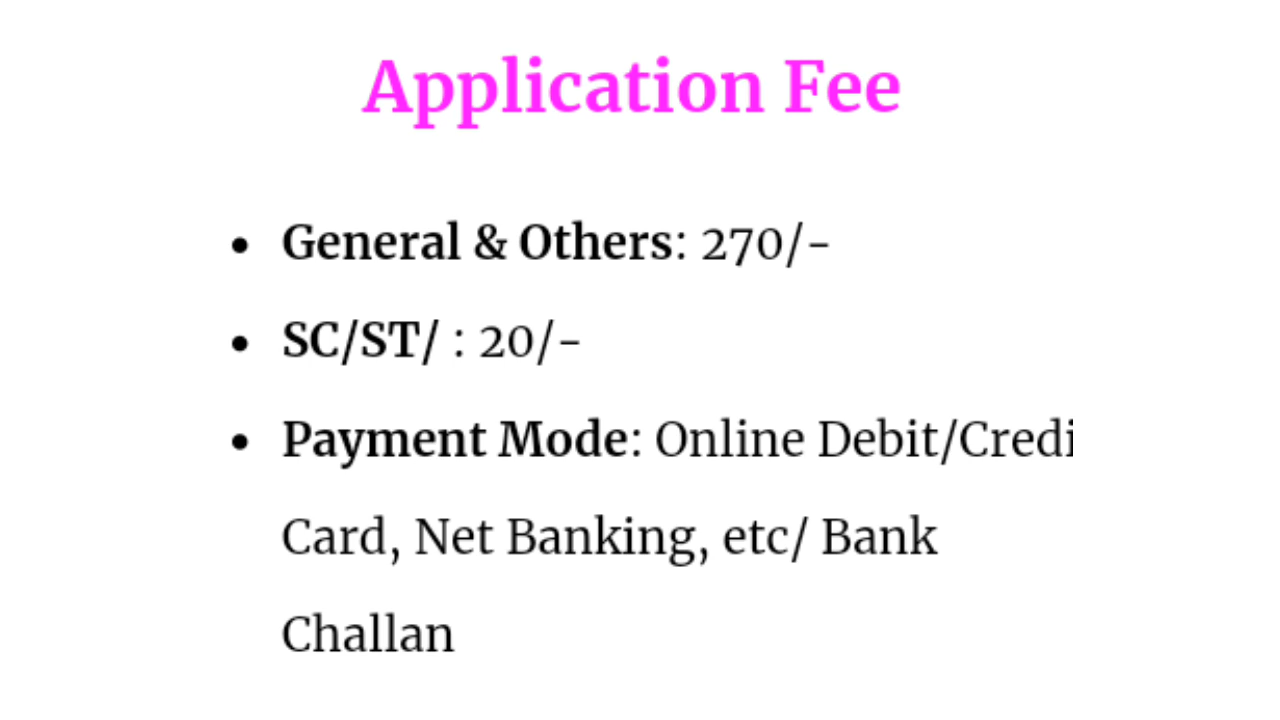 Application Fee
• General & Others: 270/-
• SC/ST/ : 20/-
• Payment Mode: Online Debit/Credi
Card, Net Banking, etc/ Bank
Challan